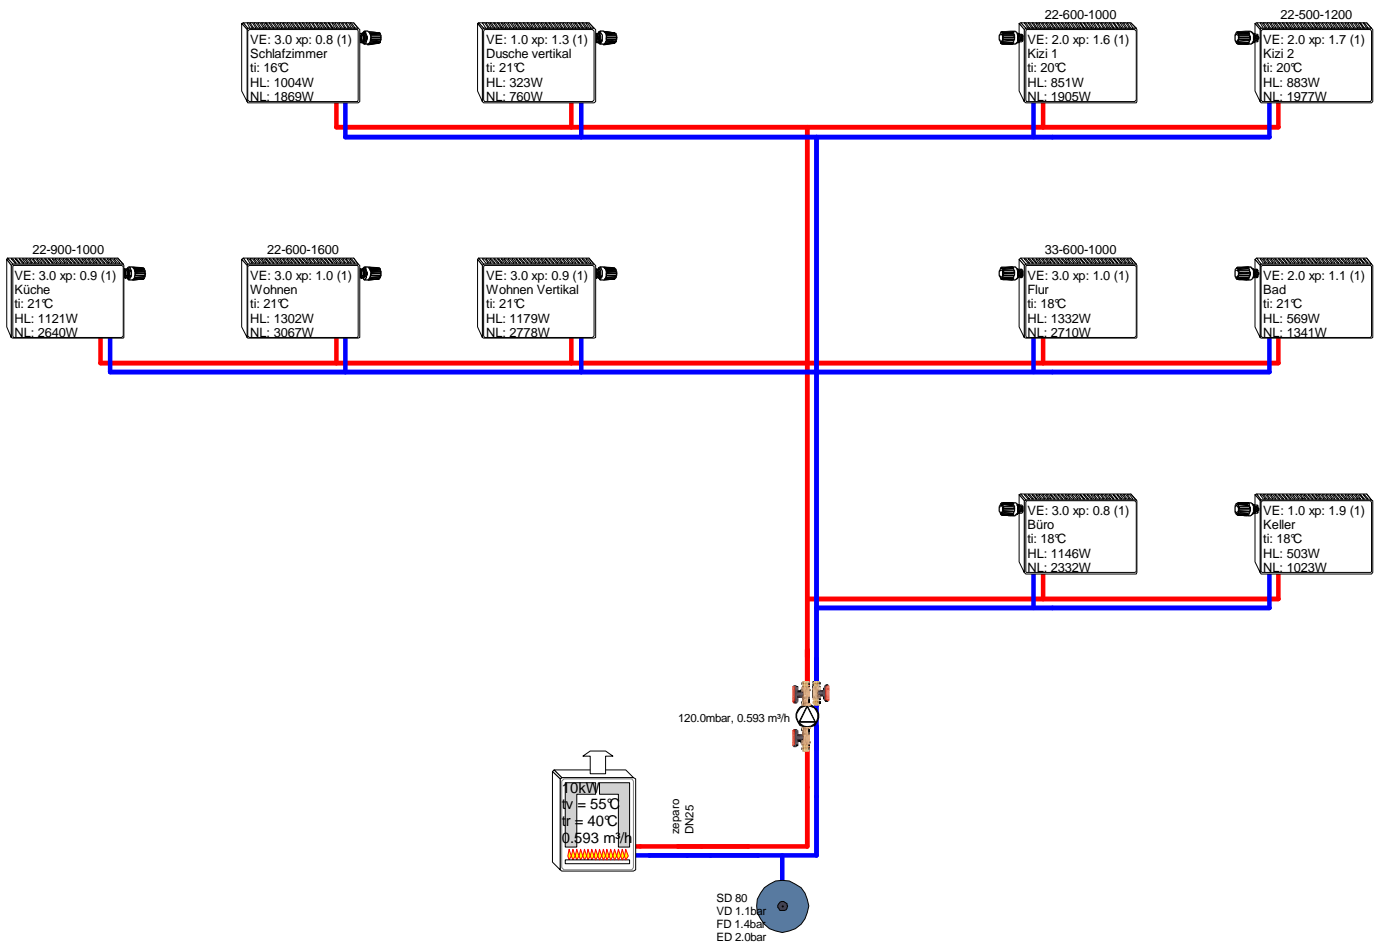 22-600-1000
22-500-1200
VE: 3.0 xp: 0.8 (1)
Schlafzimmer
ti: 16°C
HL: 1004W
NL: 1869W
VE: 1.0 xp: 1.3 (1)
Dusche vertikal
ti: 21°C
HL: 323W
NL: 760W
VE: 2.0 xp: 1.6 (1)
Kizi 1
ti: 20°C
HL: 851W
NL: 1905W
VE: 2.0 xp: 1.7 (1)
Kizi 2
ti: 20°C
HL: 883W
NL: 1977W
22-900-1000
22-600-1600
33-600-1000
VE: 3.0 xp: 0.9 (1)
Küche
ti: 21°C
HL: 1121W
NL: 2640W
VE: 3.0 xp: 1.0 (1)
Wohnen
ti: 21°C
HL: 1302W
NL: 3067W
VE: 3.0 xp: 0.9 (1)
Wohnen Vertikal
ti: 21°C
HL: 1179W
NL: 2778W
VE: 3.0 xp: 1.0 (1)
Flur
ti: 18°C
HL: 1332W
NL: 2710W
VE: 2.0 xp: 1.1 (1)
Bad
ti: 21°C
HL: 569W
NL: 1341W
VE: 3.0 xp: 0.8 (1)
Büro
ti: 18°C
HL: 1146W
NL: 2332W
VE: 1.0 xp: 1.9 (1)
Keller
ti: 18°C
HL: 503W
NL: 1023W
120.0mbar, 0.593 m³/h
10kW
tv = 55°C
tr = 40°C
0.593 m³/h
zeparo
DN25
SD 80
VD 1.1bar
FD 1.4bar
ED 2.0bar